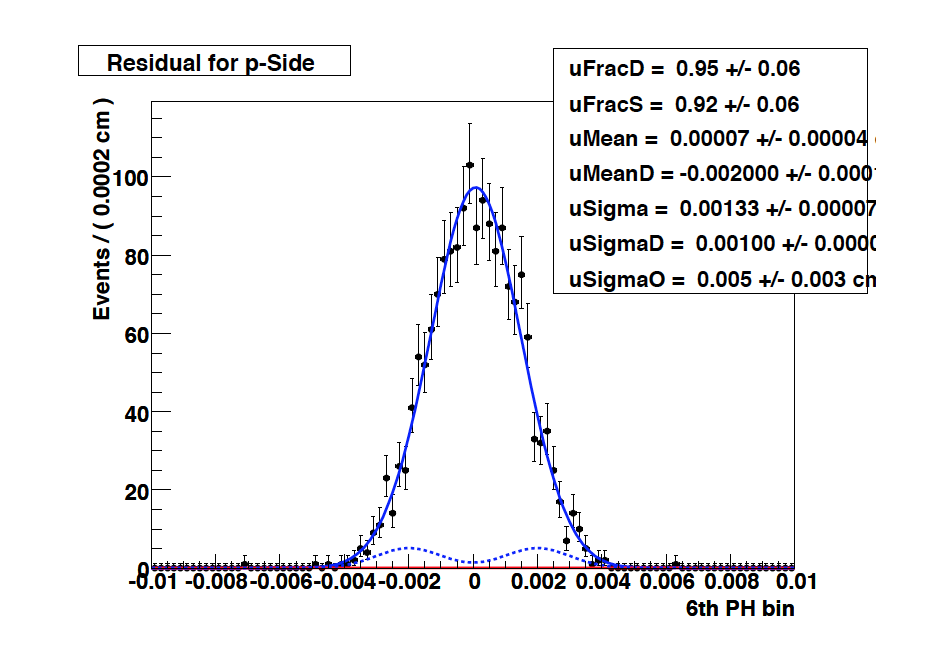 Residual for p-Side
uFracD = 0.95 +/- 0.06
uFracS = 0.92 +/- 0.06
uMean = 0.00007 +/- 0.00004
uMeanD = -0.002000 +/- 0.000
uSigma = 0.00133 +/- 0.00007
uSigmaD = 0.00100 +/- 0.000
uSigmaO = 0.005 +/- 0.003 cm
Events / ( 0.0002 cm )
100
80
60
40
20
0
-0.01 -0.008 -0.006 -0.004 -0.002 0 0.002 0.004 0.006 0.008 0.01
6th PH bin